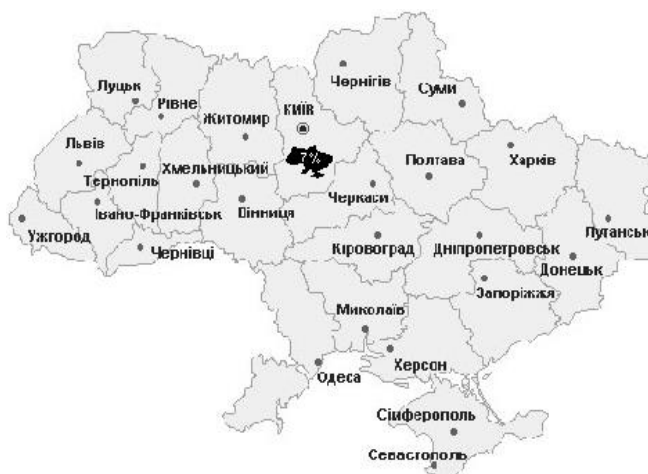 Чернігів
Луцьк
Суми
Рівне
КИЇВ
Житомир
Львів
7%
Харків
Полтава
Хмельницький
Тернопіль
Черкаси
Івано-Франківськ
Вінниця
Луганськ
Ужгород
Чернівці
Кіровоград
Дніпропетровськ
Донецьк
Запоріжжя
Миколаїв
Херсон
Одеса
Сімферополь
Севастополь